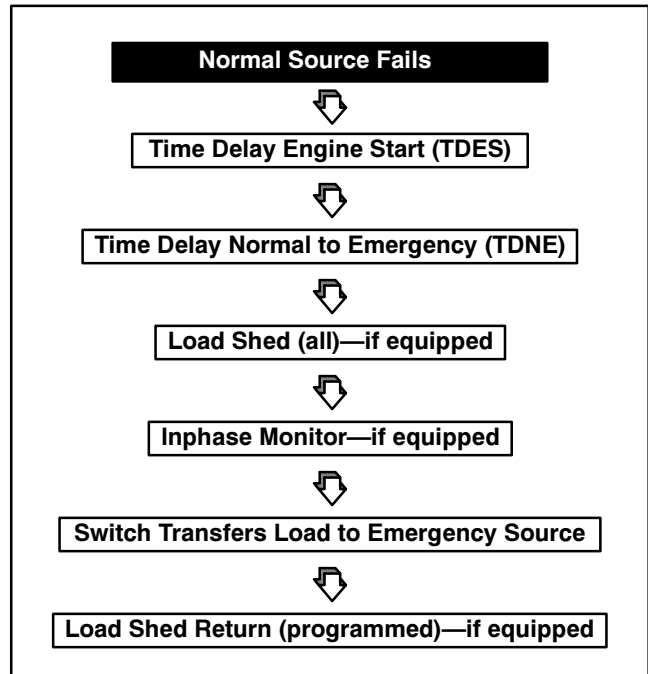 Normal Source Fails
Time Delay Engine Start (TDES)
Time Delay Normal to Emergency (TDNE)
Load Shed (all)—if equipped
Inphase Monitor—if equipped
Switch Transfers Load to Emergency Source
Load Shed Return (programmed)—if equipped